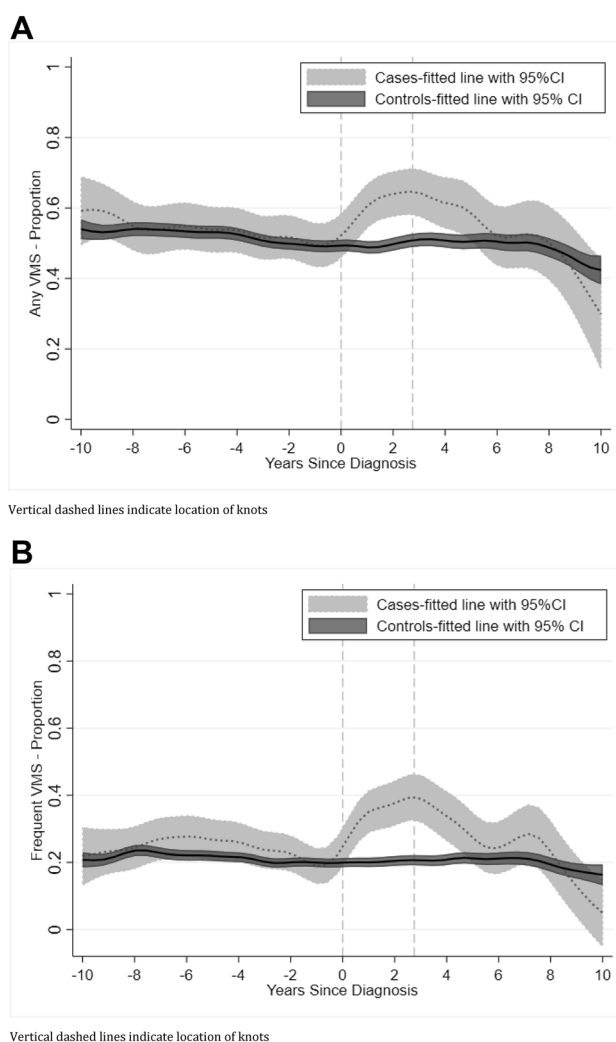 A
Cases-fitted line with 95%CI
Controls-fitted line with 95% CI
Any VMS - Proportion
1
0.8
0.6
0.4
0.2
0
-10 -8 -6 -4 -2 0 2 4 6 8 10
Years Since Diagnosis
Vertical dashed lines indicate location of knots
B
Cases-fitted line with 95%CI
Controls-fitted line with 95% CI
Frequent VMS - Proportion
1
0.8
0.6
0.4
0.2
0
-10 -8 -6 -4 -2 0 2 4 6 8 10
Years Since Diagnosis
Vertical dashed lines indicate location of knots